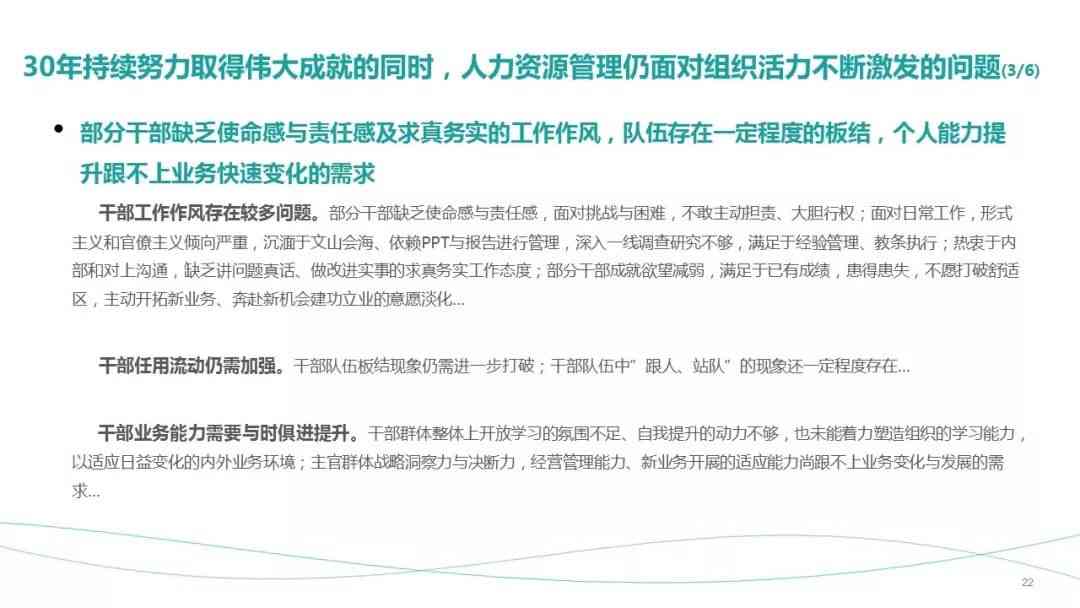 30年持续努力取得伟大成就的同时，人力资源管理仍面对组织活力不断激发的问题(3/6)
• 部分干部缺乏使命感与责任感及求真务实的工作作风，队伍存在一定程度的板结，个人能力提
升跟不上业务快速变化的需求
干部工作作风存在较多问题。部分干部缺乏使命感与责任感，面对挑战与困难，不敢主动担责、大胆行权；面对日常工作，形式
主义和官僚主义倾向严重，沉湎于文山会海、依赖PPT与报告进行管理，深入一线调查研究不够，满足于经验管理、教条执行；热衷于内
部和对上沟通，缺乏讲问题真话、做改进实事的求真务实工作态度；部分干部成就欲望减弱，满足于已有成绩，患得患失，不愿打破舒适
区，主动开拓新业务、奔赴新机会建功立业的意愿淡化...
干部任用流动仍需加强。干部队伍板结现象仍需进一步打破；干部队伍中”跟人、站队”的现象还一定程度存在...
干部业务能力需要与时俱进提升。干部群体整体上开放学习的氛围不足、自我提升的动力不够，也未能着力塑造组织的学习能力，
以适应日益变化的内外业务环境；主官群体战略洞察力与决断力，经营管理能力、新业务开展的适应能力尚跟不上业务变化与发展的需
求...
22